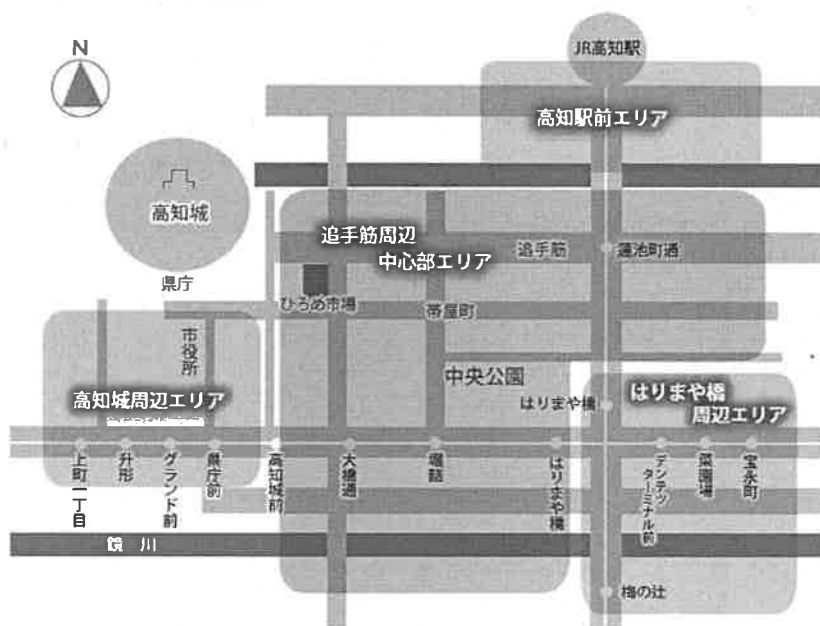 N
JR高知駅
高知駅前エリア
高知城
追手筋周辺
中心部エリア
追手筋
蓮池町通
県庁
ひろめ市場
帯屋町
市役所
中央公園
高知城周辺エリア
はりまや橋
はりまや橋
周辺エリア
上町一丁目
升形
グランド前
県庁前
高知城前
大橋通
堀詰
はりまや橋
デンテツ
ターミナル前
菜園場
宝永町
鏡川
梅の辻